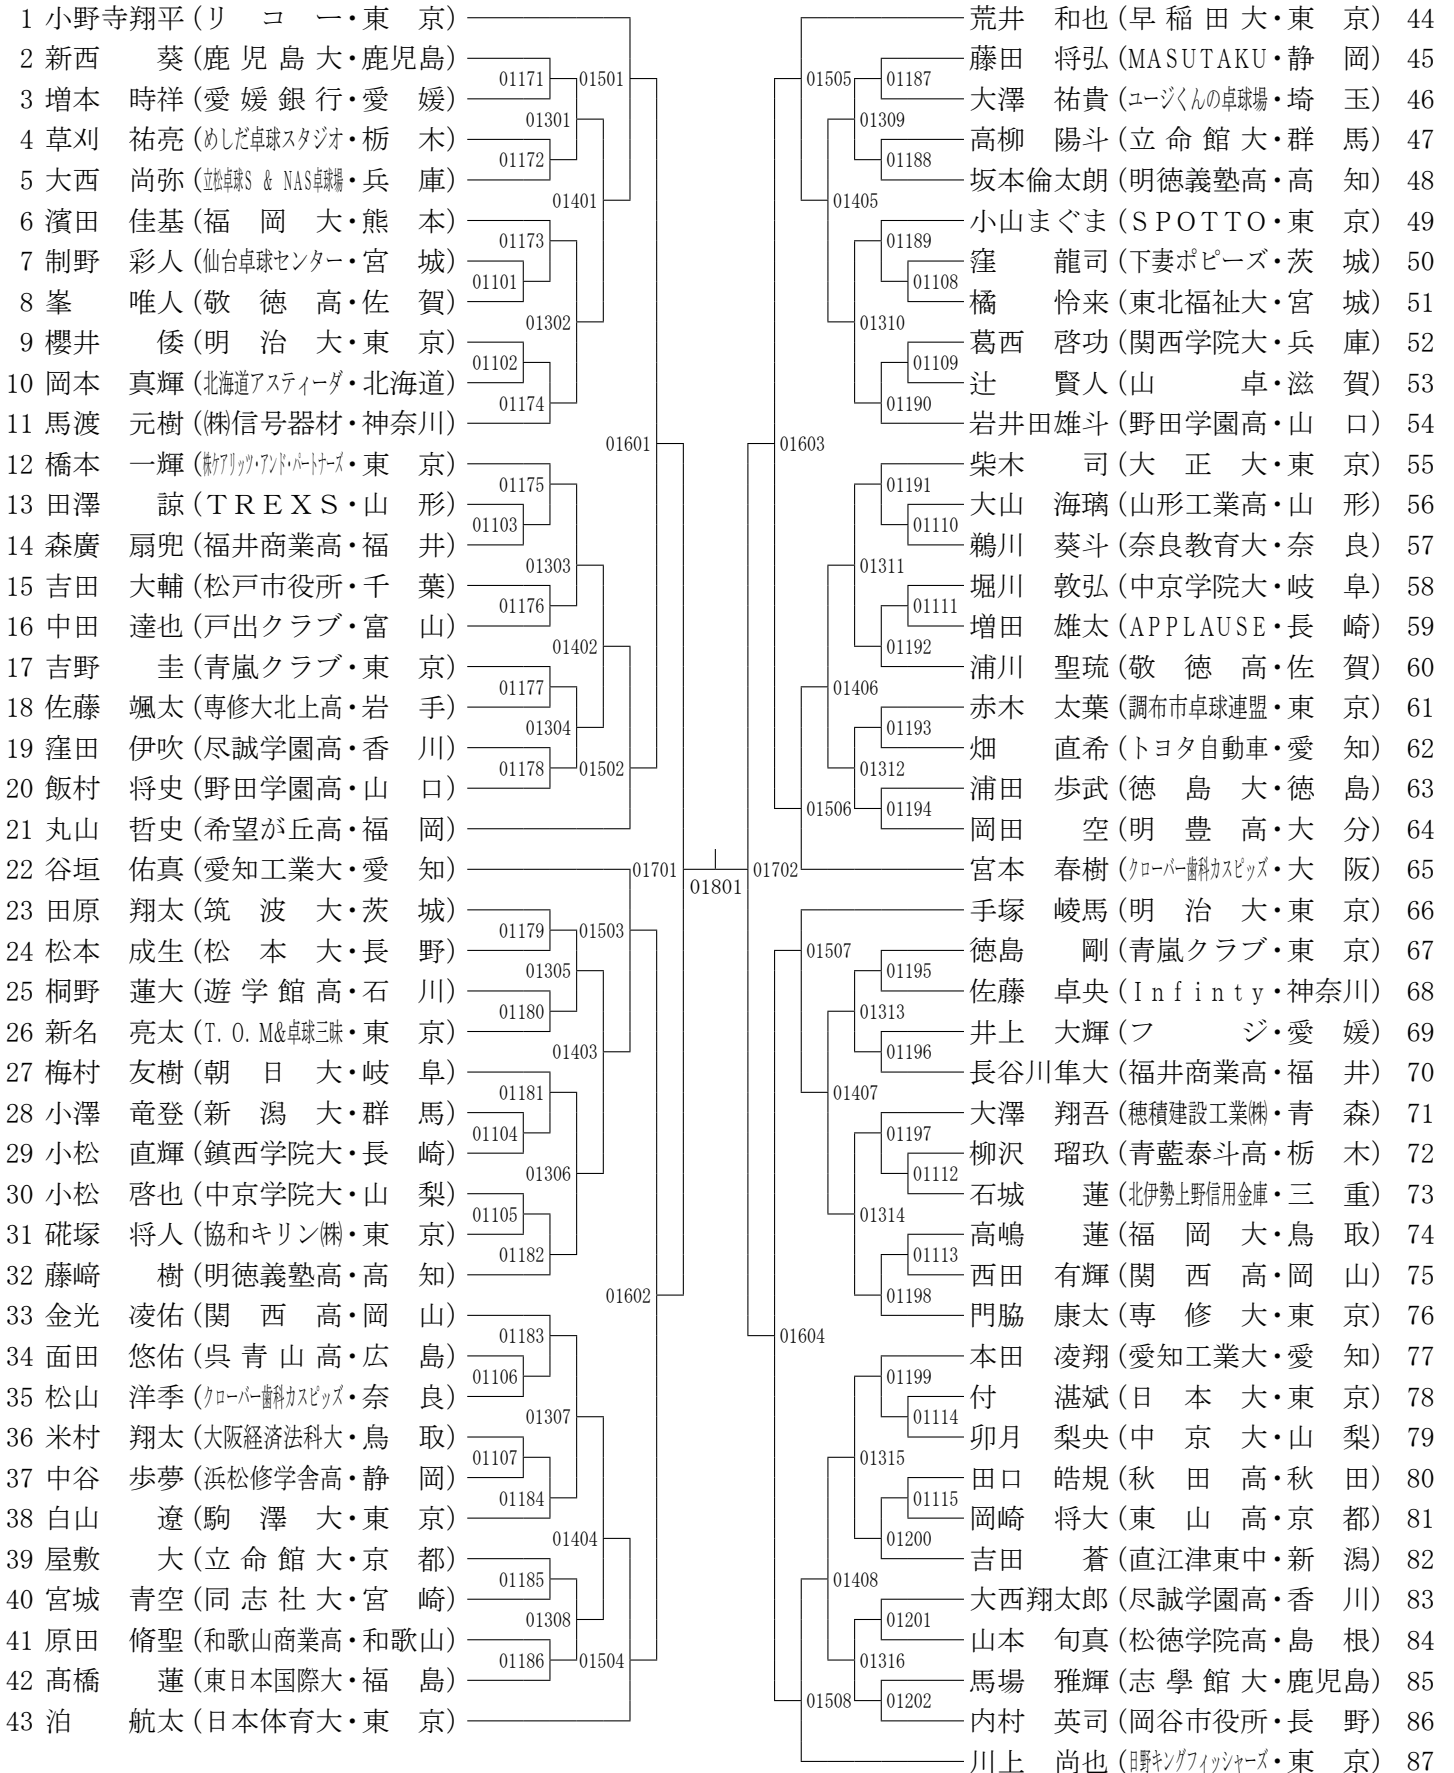 1 小野寺翔平 (リコー・東京)
2 新西 葵 (鹿児島大・鹿児島)
3 増本 時祥 (愛媛銀行・愛媛)
4 草刈 祐亮 (めしだ卓球スタジオ・栃木)
5 大西 尚弥 (立松卓球S & NAS卓球場・兵庫)
6 濱田 佳基 (福岡大・熊本)
7 制野 彩人 (仙台卓球センター・宮城)
8 峯 唯人 (敬徳高・佐賀)
9 櫻井 倭 (明治大・東京)
10 岡本 真輝 (北海道アスティーダ・北海道)
11 馬渡 元樹 (㈱信号器材・神奈川)
12 橋本 一輝 (㈱ケアリッツ・アンド・パートナーズ・東京)
13 田澤 諒 (TREXS・山形)
14 森廣 扇兜 (福井商業高・福井)
15 吉田 大輔 (松戸市役所・千葉)
16 中田 達也 (戸出クラブ・富山)
17 吉野 圭 (青嵐クラブ・東京)
18 佐藤 颯太 (専修大北上高・岩手)
19 窪田 伊吹 (尽誠学園高・香川)
20 飯村 将史 (野田学園高・山口)
21 丸山 哲史 (希望が丘高・福岡)
22 谷垣 佑真 (愛知工業大・愛知)
23 田原 翔太 (筑波大・茨城)
24 松本 成生 (松本大・長野)
25 桐野 蓮大 (遊学館高・石川)
26 新名 亮太 (T.O.M&卓球三昧・東京)
27 梅村 友樹 (朝日大・岐阜)
28 小澤 竜登 (新潟大・群馬)
29 小松 直輝 (鎮西学院大・長崎)
30 小松 啓也 (中京学院大・山梨)
31 硴塚 将人 (協和キリン㈱・東京)
32 藤﨑 樹 (明徳義塾高・高知)
33 金光 凌佑 (関西高・岡山)
34 面田 悠佑 (呉青山高・広島)
35 松山 洋季 (クローバー歯科カスピッズ・奈良)
36 米村 翔太 (大阪経済法科大・鳥取)
37 中谷 歩夢 (浜松修学舎高・静岡)
38 白山 遼 (駒澤大・東京)
39 屋敷 大 (立命館大・京都)
40 宮城 青空 (同志社大・宮崎)
41 原田 脩聖 (和歌山商業高・和歌山)
42 髙橋 蓮 (東日本国際大・福島)
43 泊 航太 (日本体育大・東京)
01171
01172
01173
01101
01102
01174
01175
01103
01176
01177
01178
01179
01180
01181
01104
01105
01182
01183
01106
01107
01184
01185
01186
01301
01302
01303
01304
01305
01306
01307
01308
01401
01402
01403
01404
01501
01502
01503
01504
01601
01602
01701
01801
01702
01603
01604
01505
01506
01507
01508
01405
01406
01407
01408
01309
01310
01311
01312
01313
01314
01315
01316
01187
01188
01189
01108
01109
01190
01191
01110
01111
01192
01193
01194
01195
01196
01197
01112
01113
01198
01199
01114
01115
01200
01201
01202
荒井 和也 (早稲田大・東京) 44
藤田 将弘 (MASUTAKU・静岡) 45
大澤 祐貴 (ユージくんの卓球場・埼玉) 46
高柳 陽斗 (立命館大・群馬) 47
坂本倫太朗 (明徳義塾高・高知) 48
小山まぐま (SPOTTO・東京) 49
窪 龍司 (下妻ポピーズ・茨城) 50
橘 怜来 (東北福祉大・宮城) 51
葛西 啓功 (関西学院大・兵庫) 52
辻 賢人 (山卓・滋賀) 53
岩井田雄斗 (野田学園高・山口) 54
柴木 司 (大正大・東京) 55
大山 海璃 (山形工業高・山形) 56
鵜川 葵斗 (奈良教育大・奈良) 57
堀川 敦弘 (中京学院大・岐阜) 58
増田 雄太 (APPLAUSE・長崎) 59
浦川 聖琉 (敬徳高・佐賀) 60
赤木 太葉 (調布市卓球連盟・東京) 61
畑 直希 (トヨタ自動車・愛知) 62
浦田 歩武 (徳島大・徳島) 63
岡田 空 (明豊高・大分) 64
宮本 春樹 (クローバー歯科カスピッズ・大阪) 65
手塚 崚馬 (明治大・東京) 66
徳島 剛 (青嵐クラブ・東京) 67
佐藤 卓央 (Infinty・神奈川) 68
井上 大輝 (フジ・愛媛) 69
長谷川隼大 (福井商業高・福井) 70
大澤 翔吾 (穂積建設工業㈱・青森) 71
柳沢 瑠玖 (青藍泰斗高・栃木) 72
石城 蓮 (北伊勢上野信用金庫・三重) 73
高嶋 蓮 (福岡大・鳥取) 74
西田 有輝 (関西高・岡山) 75
門脇 康太 (専修大・東京) 76
本田 凌翔 (愛知工業大・愛知) 77
付 湛斌 (日本大・東京) 78
卯月 梨央 (中京大・山梨) 79
田口 皓規 (秋田高・秋田) 80
岡崎 将大 (東山高・京都) 81
吉田 蒼 (直江津東中・新潟) 82
大西翔太郎 (尽誠学園高・香川) 83
山本 旬真 (松徳学院高・島根) 84
馬場 雅輝 (志學館大・鹿児島) 85
内村 英司 (岡谷市役所・長野) 86
川上 尚也 (日野キングフィッシャーズ・東京) 87